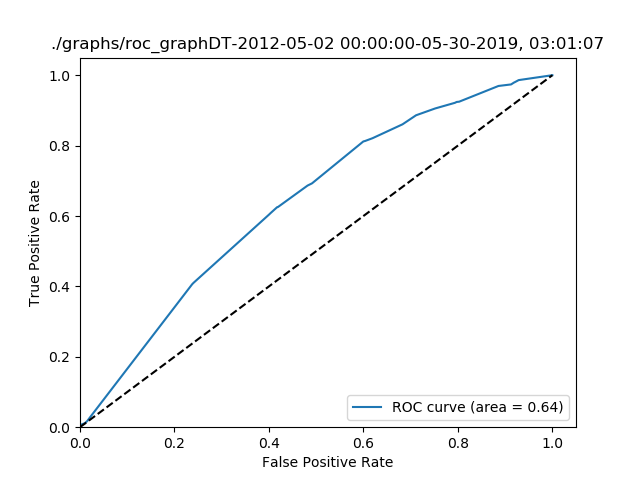 ./graphs/roc_graphDT-2012-05-02 00:00:00-05-30-2019, 03:01:07
1.0
0.8
0.6
0.4
0.2
0.0
True Positive Rate
ROC curve (area = 0.64)
0.0 0.2 0.4 0.6 0.8 1.0
False Positive Rate